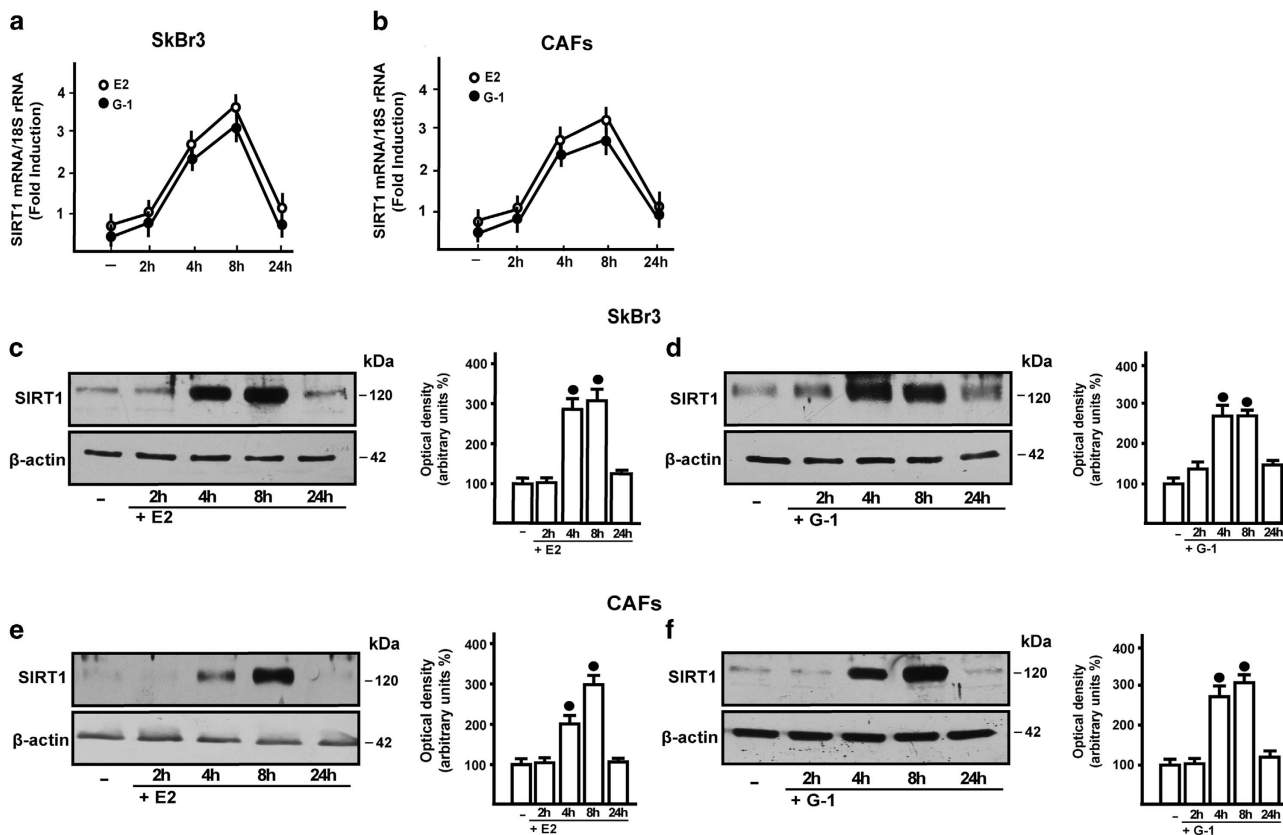 a
SkBr3
SIRT1 mRNA/18S rRNA
(Fold Induction)
4
3
2
1
E2
G-1
– 2h 4h 8h 24h
b
CAFs
SIRT1 mRNA/18S rRNA
(Fold Induction)
4
3
2
1
E2
G-1
– 2h 4h 8h 24h
SkBr3
c
kDa
SIRT1
–120
β-actin
–42
– 2h 4h 8h 24h
+ E2
Optical density
(arbitrary units %)
400
300
200
100
– 2h 4h 8h 24h
+ E2
d
kDa
SIRT1
–120
β-actin
–42
– 2h 4h 8h 24h
+ G-1
Optical density
(arbitrary units %)
400
300
200
100
– 2h 4h 8h 24h
+ G-1
CAFs
e
kDa
SIRT1
–120
β-actin
–42
– 2h 4h 8h 24h
+ E2
Optical density
(arbitrary units %)
400
300
200
100
– 2h 4h 8h 24h
+ E2
f
kDa
SIRT1
–120
β-actin
–42
– 2h 4h 8h 24h
+ G-1
Optical density
(arbitrary units %)
400
300
200
100
– 2h 4h 8h 24h
+ G-1